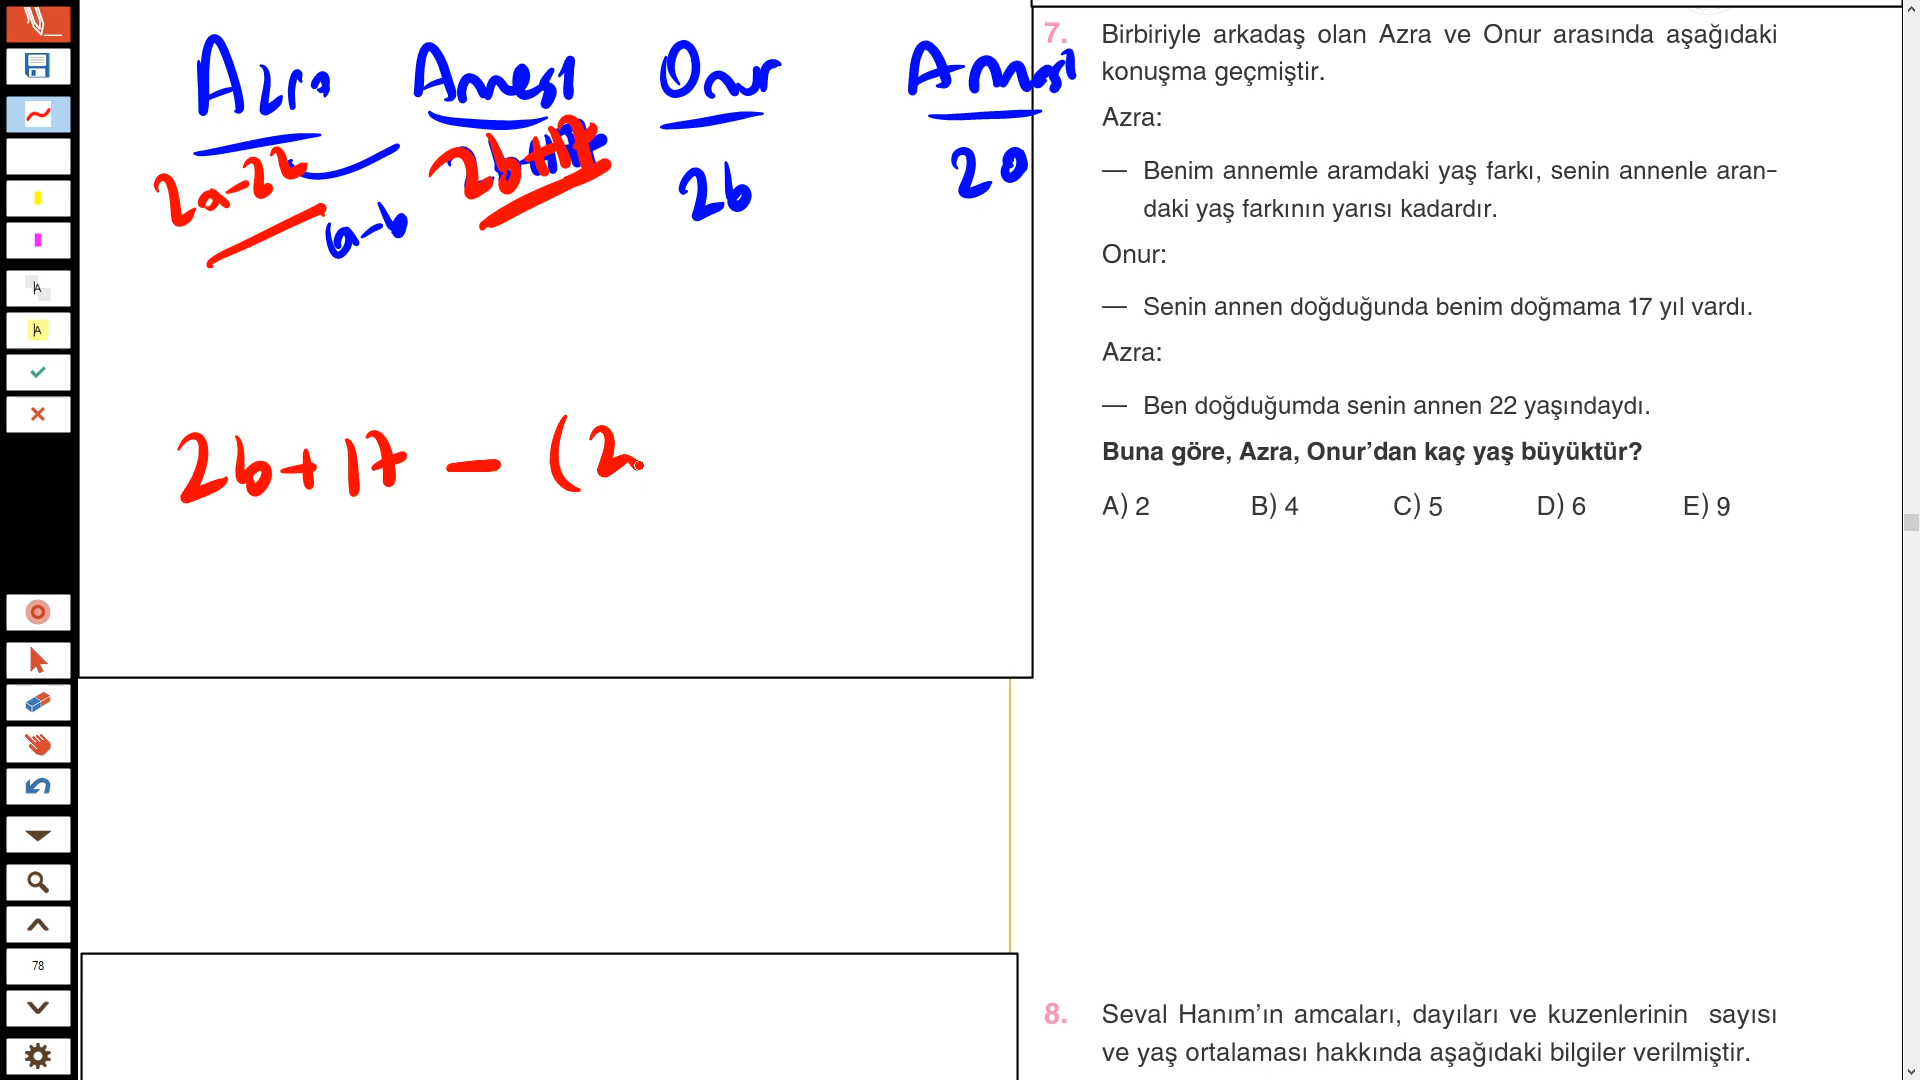 Azra Annesi Onur Annesi
2a-22 2b+17 2b 2a
a-b
2b+17 - (2
7. Birbiriyle arkadaş olan Azra ve Onur arasında aşağıdaki
konuşma geçmiştir.
Azra:
— Benim annemle aramdaki yaş farkı, senin annenle aran-
daki yaş farkının yarısı kadardır.
Onur:
— Senin annen doğduğunda benim doğmama 17 yıl vardı.
Azra:
— Ben doğduğumda senin annen 22 yaşındaydı.
Buna göre, Azra, Onur’dan kaç yaş büyüktür?
A) 2 B) 4 C) 5 D) 6 E) 9
8. Seval Hanım’ın amcaları, dayıları ve kuzenlerinin sayısı
ve yaş ortalaması hakkında aşağıdaki bilgiler verilmiştir.
A
A
78